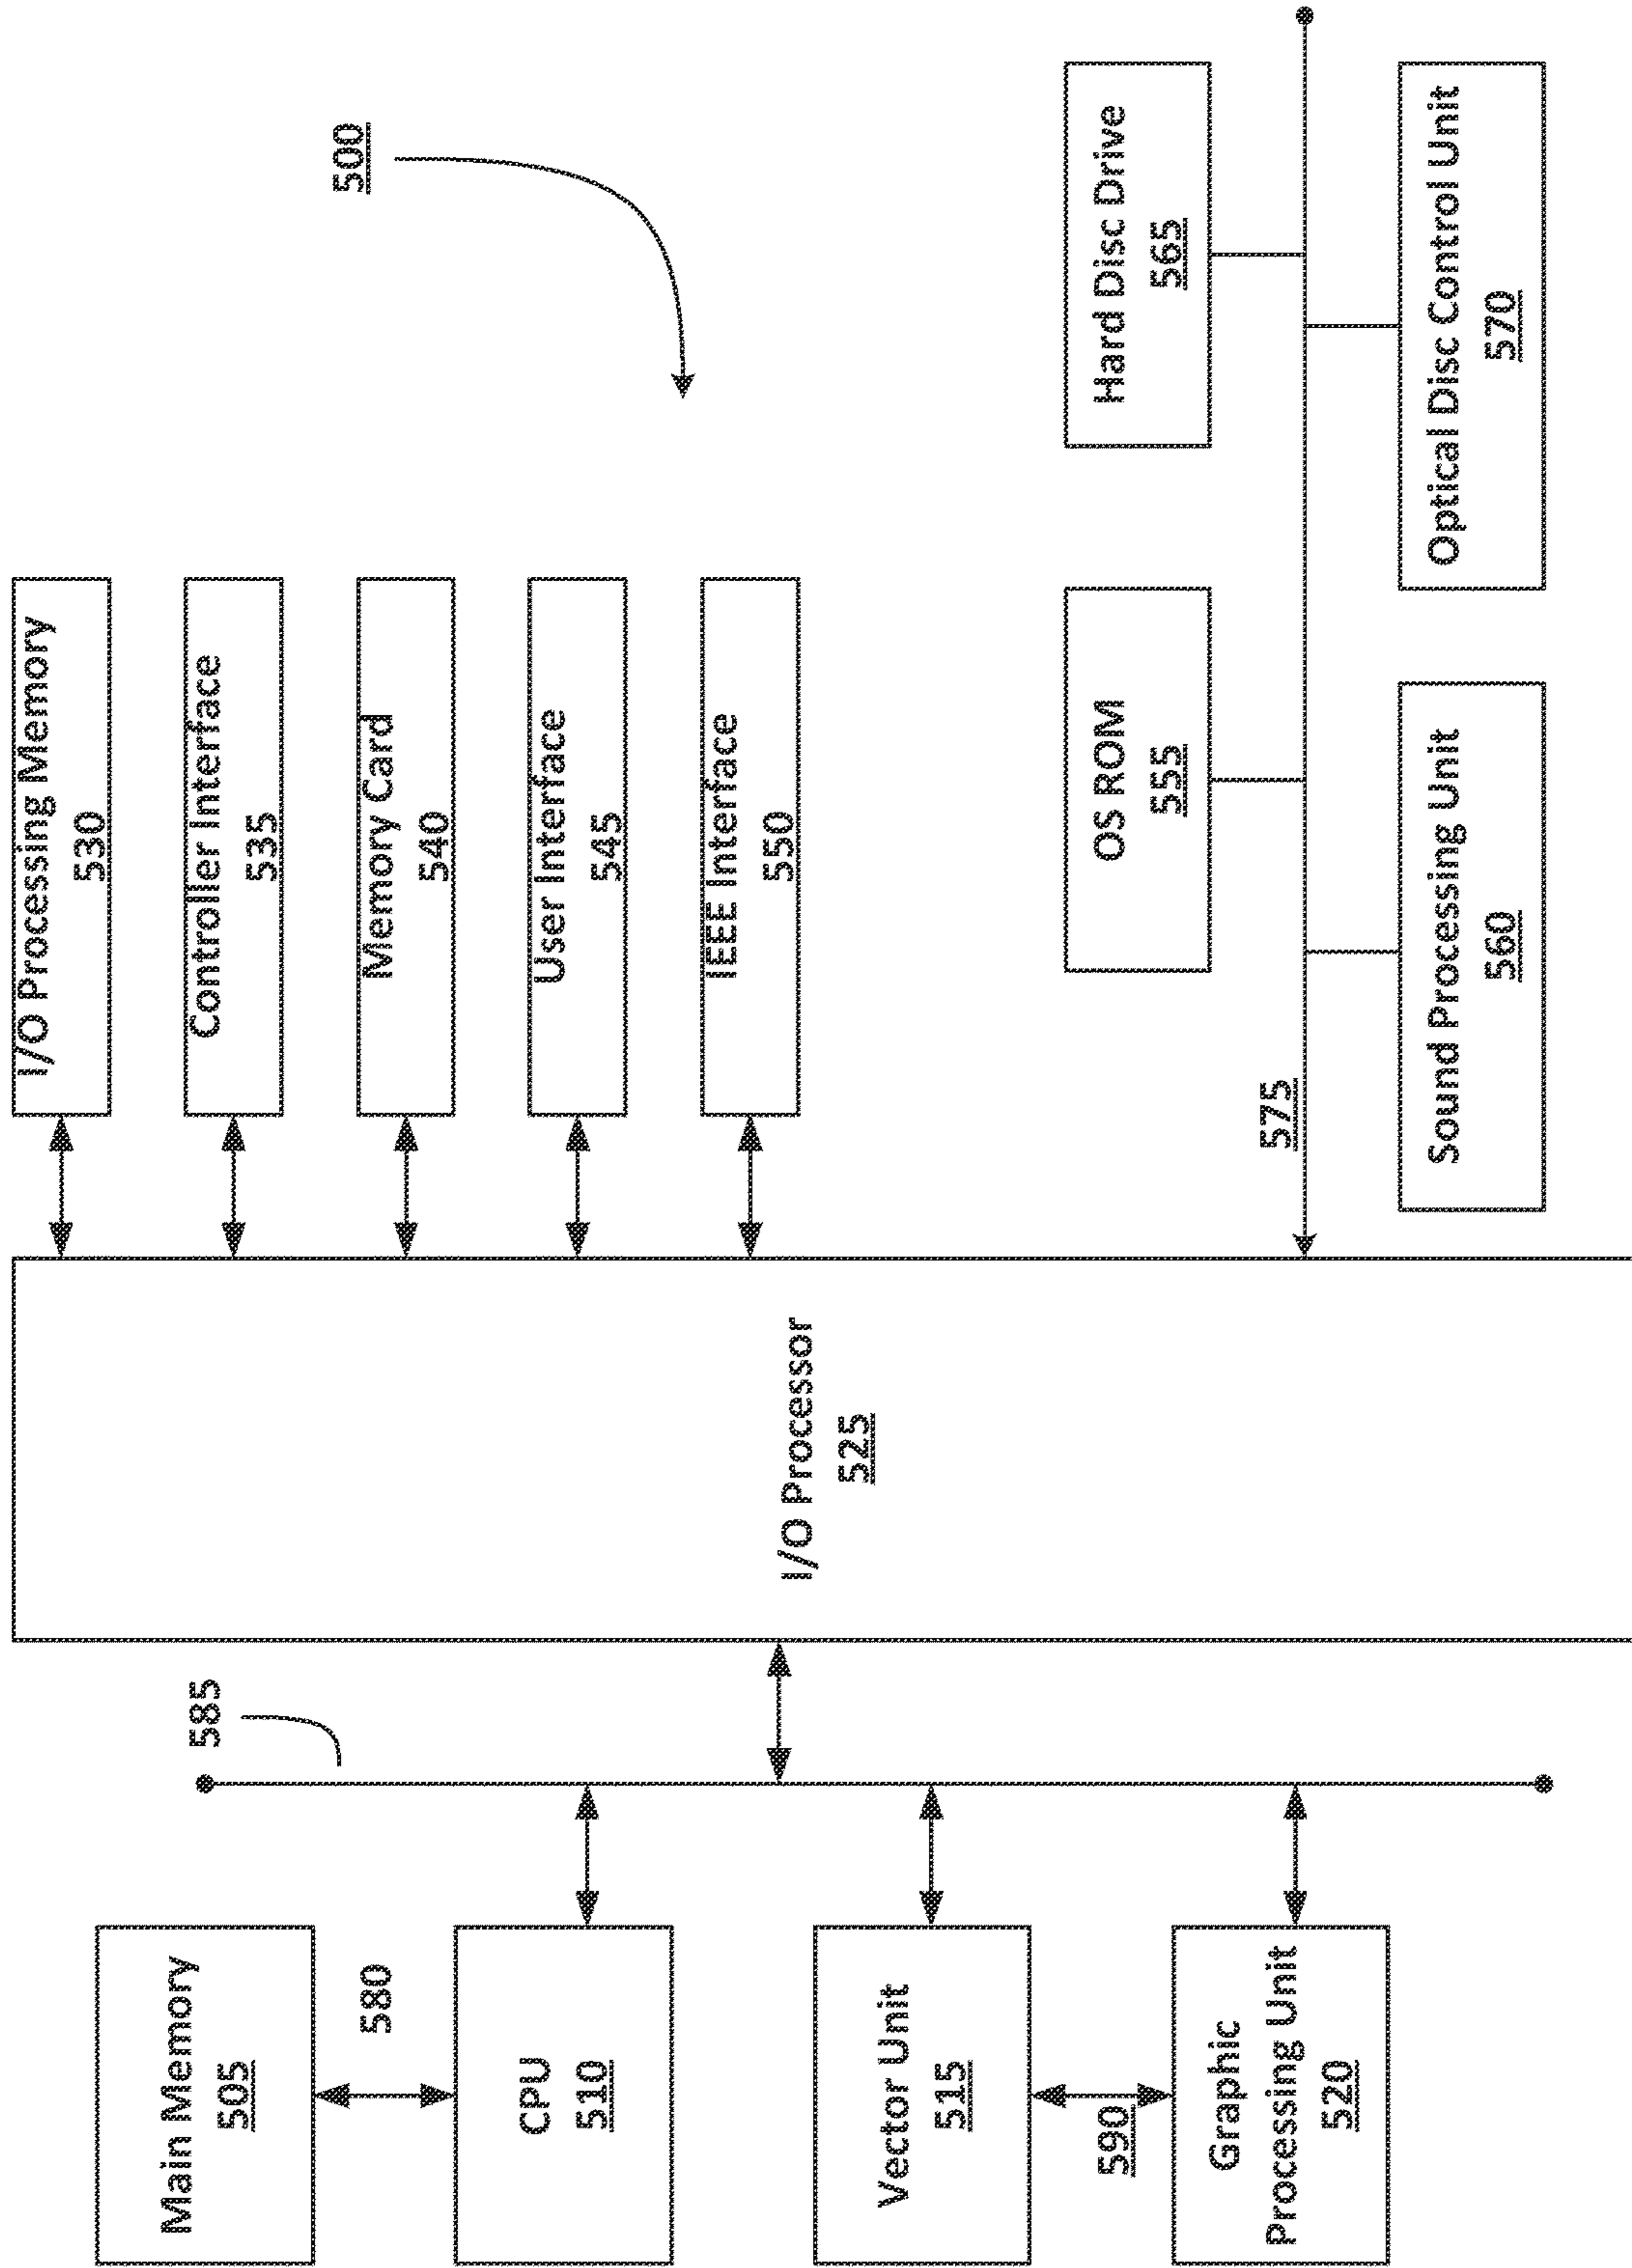 Main Memory
505
580
CPU
510
Vector Unit
515
590
Graphic
Processing Unit
520
585
I/O Processor
525
I/O Processing Memory
530
Controller Interface
535
Memory Card
540
User Interface
545
IEEE Interface
550
500
575
OS ROM
555
Hard Disc Drive
565
Sound Processing Unit
560
Optical Disc Control Unit
570